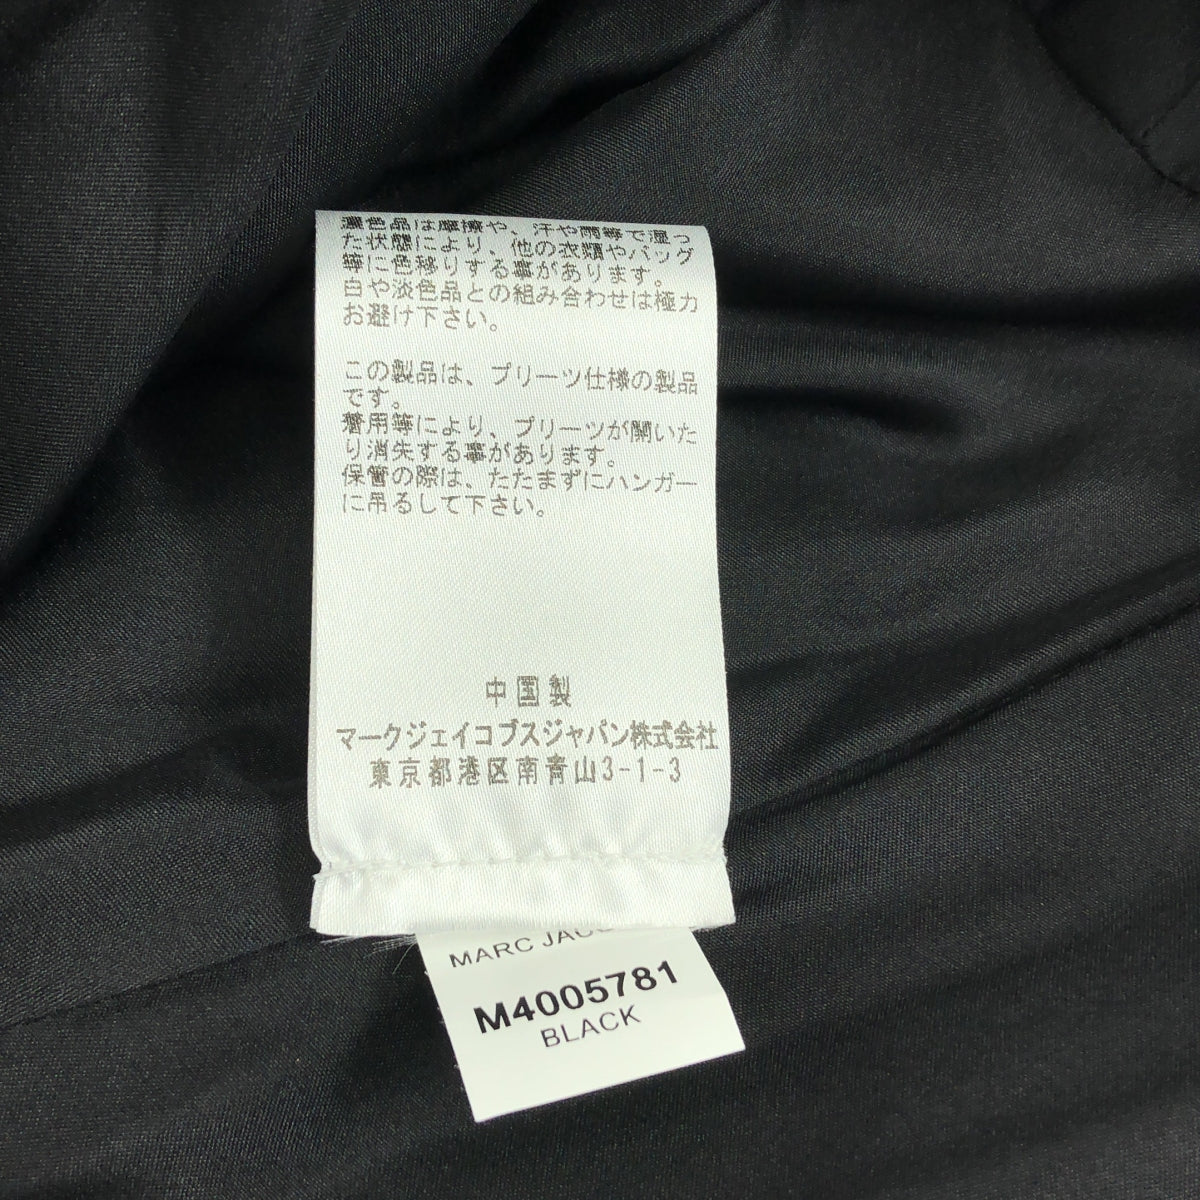 濃色品は摩擦や、汗や雨等で湿っ
た状態により、他の衣類やバッグ
等に色移りする事があります。
白や淡色品との組み合わせは極力
お避け下さい。
この製品は、プリーツ仕様の製品
です。
着用等により、プリーツが開いた
り消失する事があります。
保管の際は、たたまずにハンガー
に吊るして下さい。
中国製
マークジェイコブスジャパン株式会社
東京都港区南青山3-1-3
MARC
M4005781
BLACK